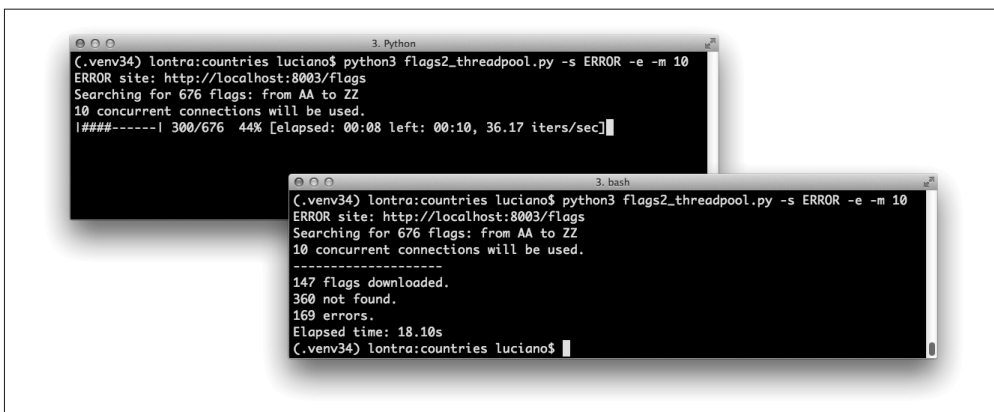 3. Python
(.venv34) lontra:countries luciano$ python3 flags2_threadpool.py -s ERROR -e -m 10
ERROR site: http://localhost:8003/flags
Searching for 676 flags: from AA to ZZ
10 concurrent connections will be used.
|####------| 300/676  44% [elapsed: 00:08 left: 00:10, 36.17 iters/sec]
3. bash
(.venv34) lontra:countries luciano$ python3 flags2_threadpool.py -s ERROR -e -m 10
ERROR site: http://localhost:8003/flags
Searching for 676 flags: from AA to ZZ
10 concurrent connections will be used.
--------------------
147 flags downloaded.
360 not found.
169 errors.
Elapsed time: 18.10s
(.venv34) lontra:countries luciano$